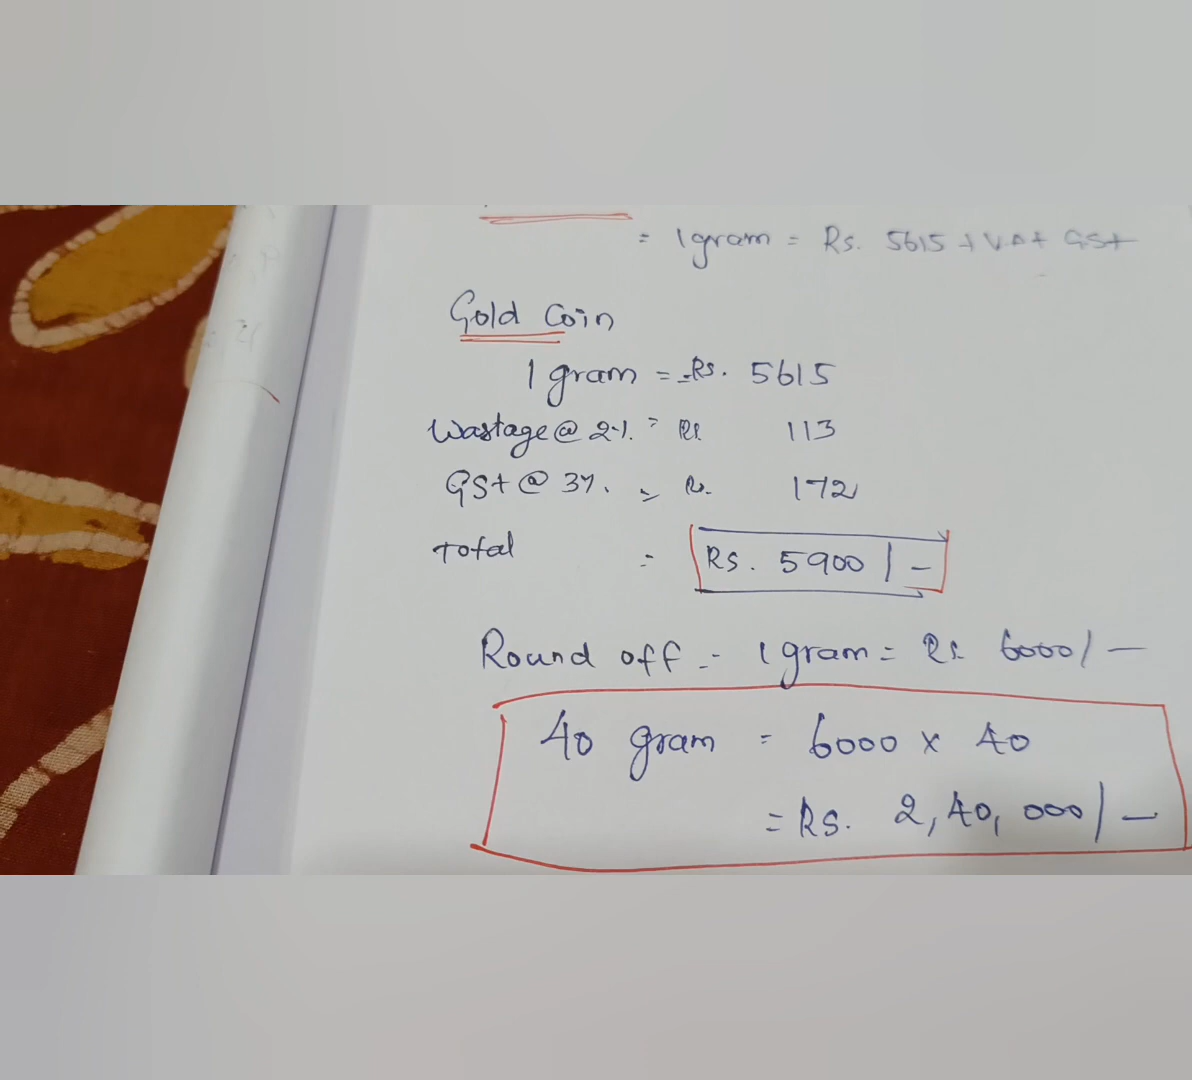 = 1 gram = Rs. 5615 + V.A + GSt
Gold Coin
1 gram = Rs. 5615
Wastage @ 2%. = Rs. 113
GSt @ 3%. = Rs. 172
Total = Rs. 5900/-
Round off :- 1 gram = Rs. 6000/-
40 gram = 6000 x 40
= Rs. 2,40,000/-